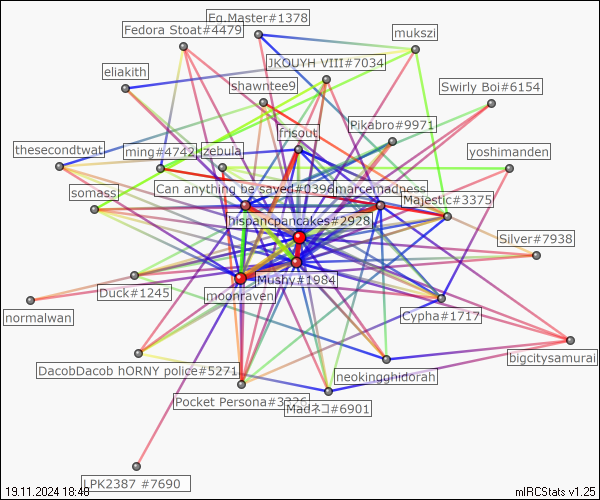 Eg.Master#1378
Fedora Stoat#4479
mukszi
JKOUYH VIII#7034
eliakith
shawntee9
Swirly Boi#6154
Pikabro#9971
frisout
thesecondtwat
ming#4742
zebula
yoshimanden
Can anything be saved#0396
marcemadness
somass
Majestic#3375
hispancpancakes#2928
Silver#7938
Mushy#1984
Duck#1245
moonraven
normalwan
Cypha#1717
bigcitysamurai
DacobDacob hORNY police#5271
neokingghidorah
Pocket Persona#3326
Madネコ#6901
LPK2387 #7690
19.11.2024 18:48
mIRCStats v1.25